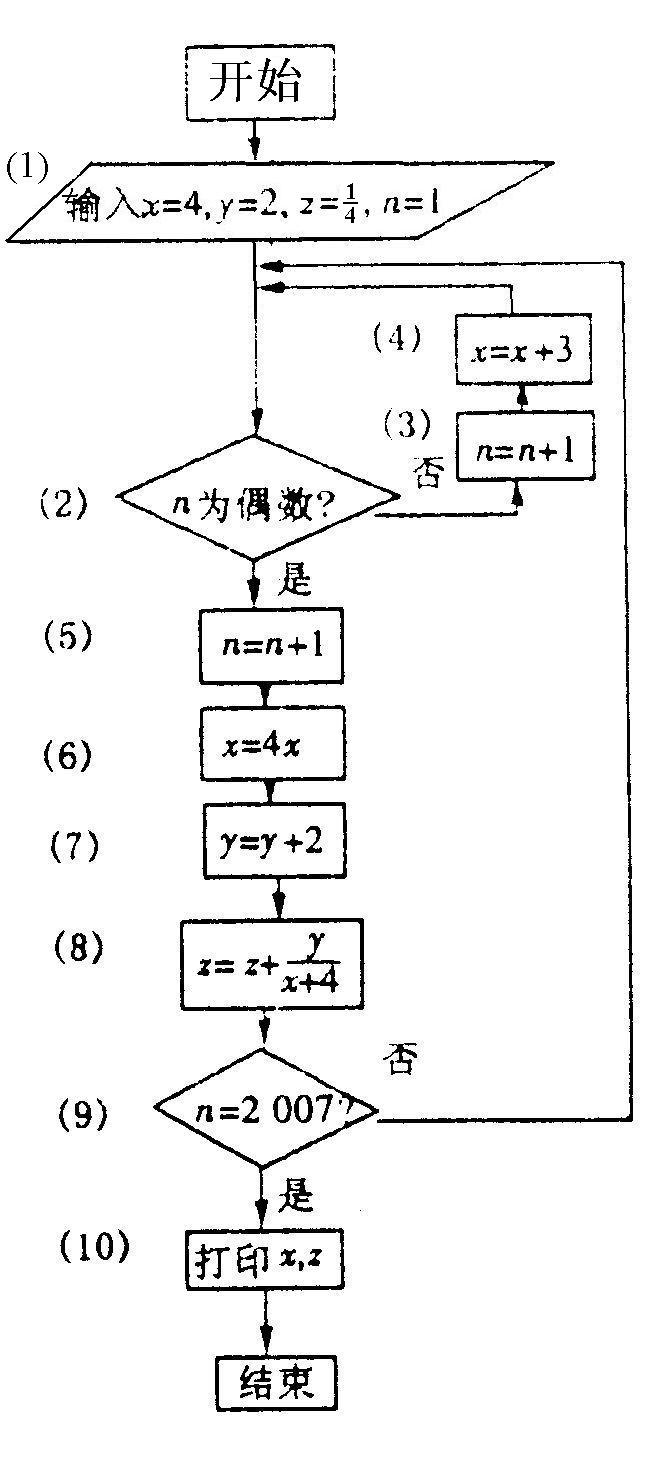 开始
(1)
输入x=4, y=2, z=1/4, n=1
(4)
x=x+3
(3)
n=n+1
否
(2)
n为偶数?
是
(5)
n=n+1
(6)
x=4x
(7)
y=y+2
(8)
z= z+y/(x+4)
否
(9)
n=2 007?
是
(10)
打印x,z
结束